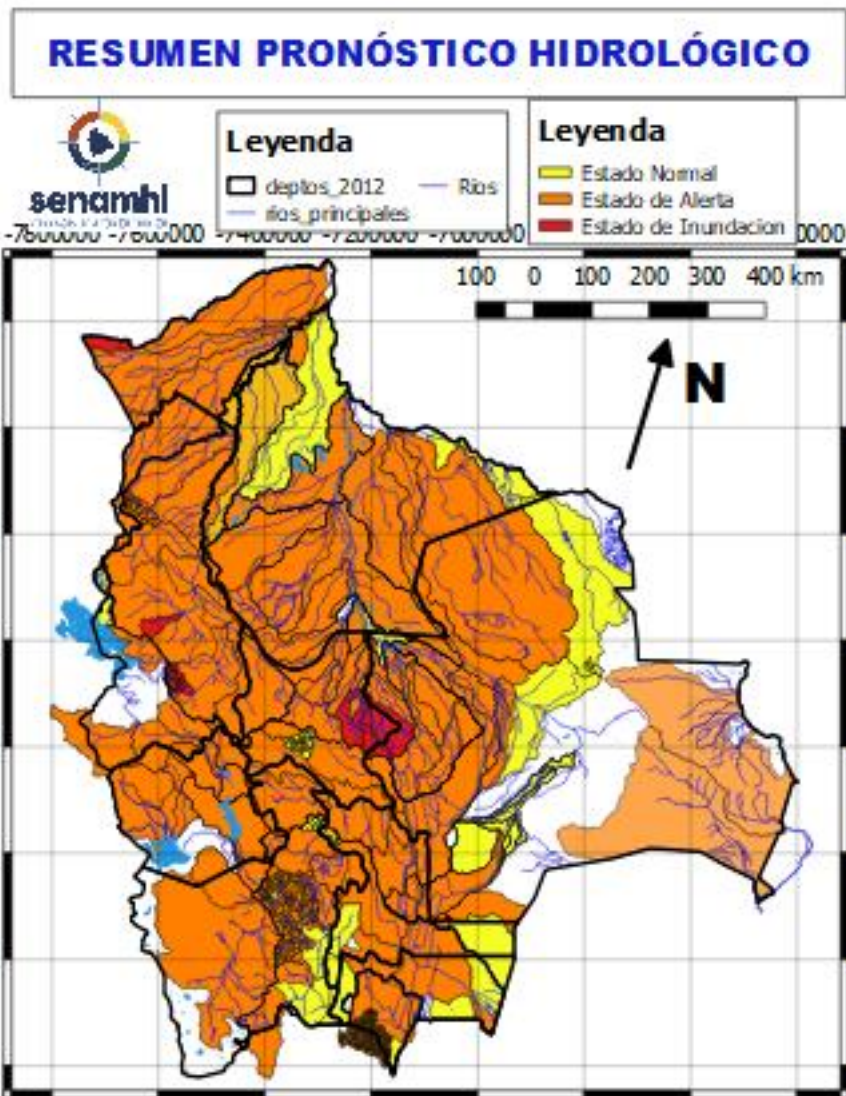 RESUMEN PRONÓSTICO HIDROLÓGICO
senamhi
Leyenda
deptos_2012
Rios
rios_principales
Leyenda
Estado Normal
Estado de Alerta
Estado de Inundacion
-7800000 -7600000 -7400000 -7200000 -7000000
100 0 100 200 300 400 km
N